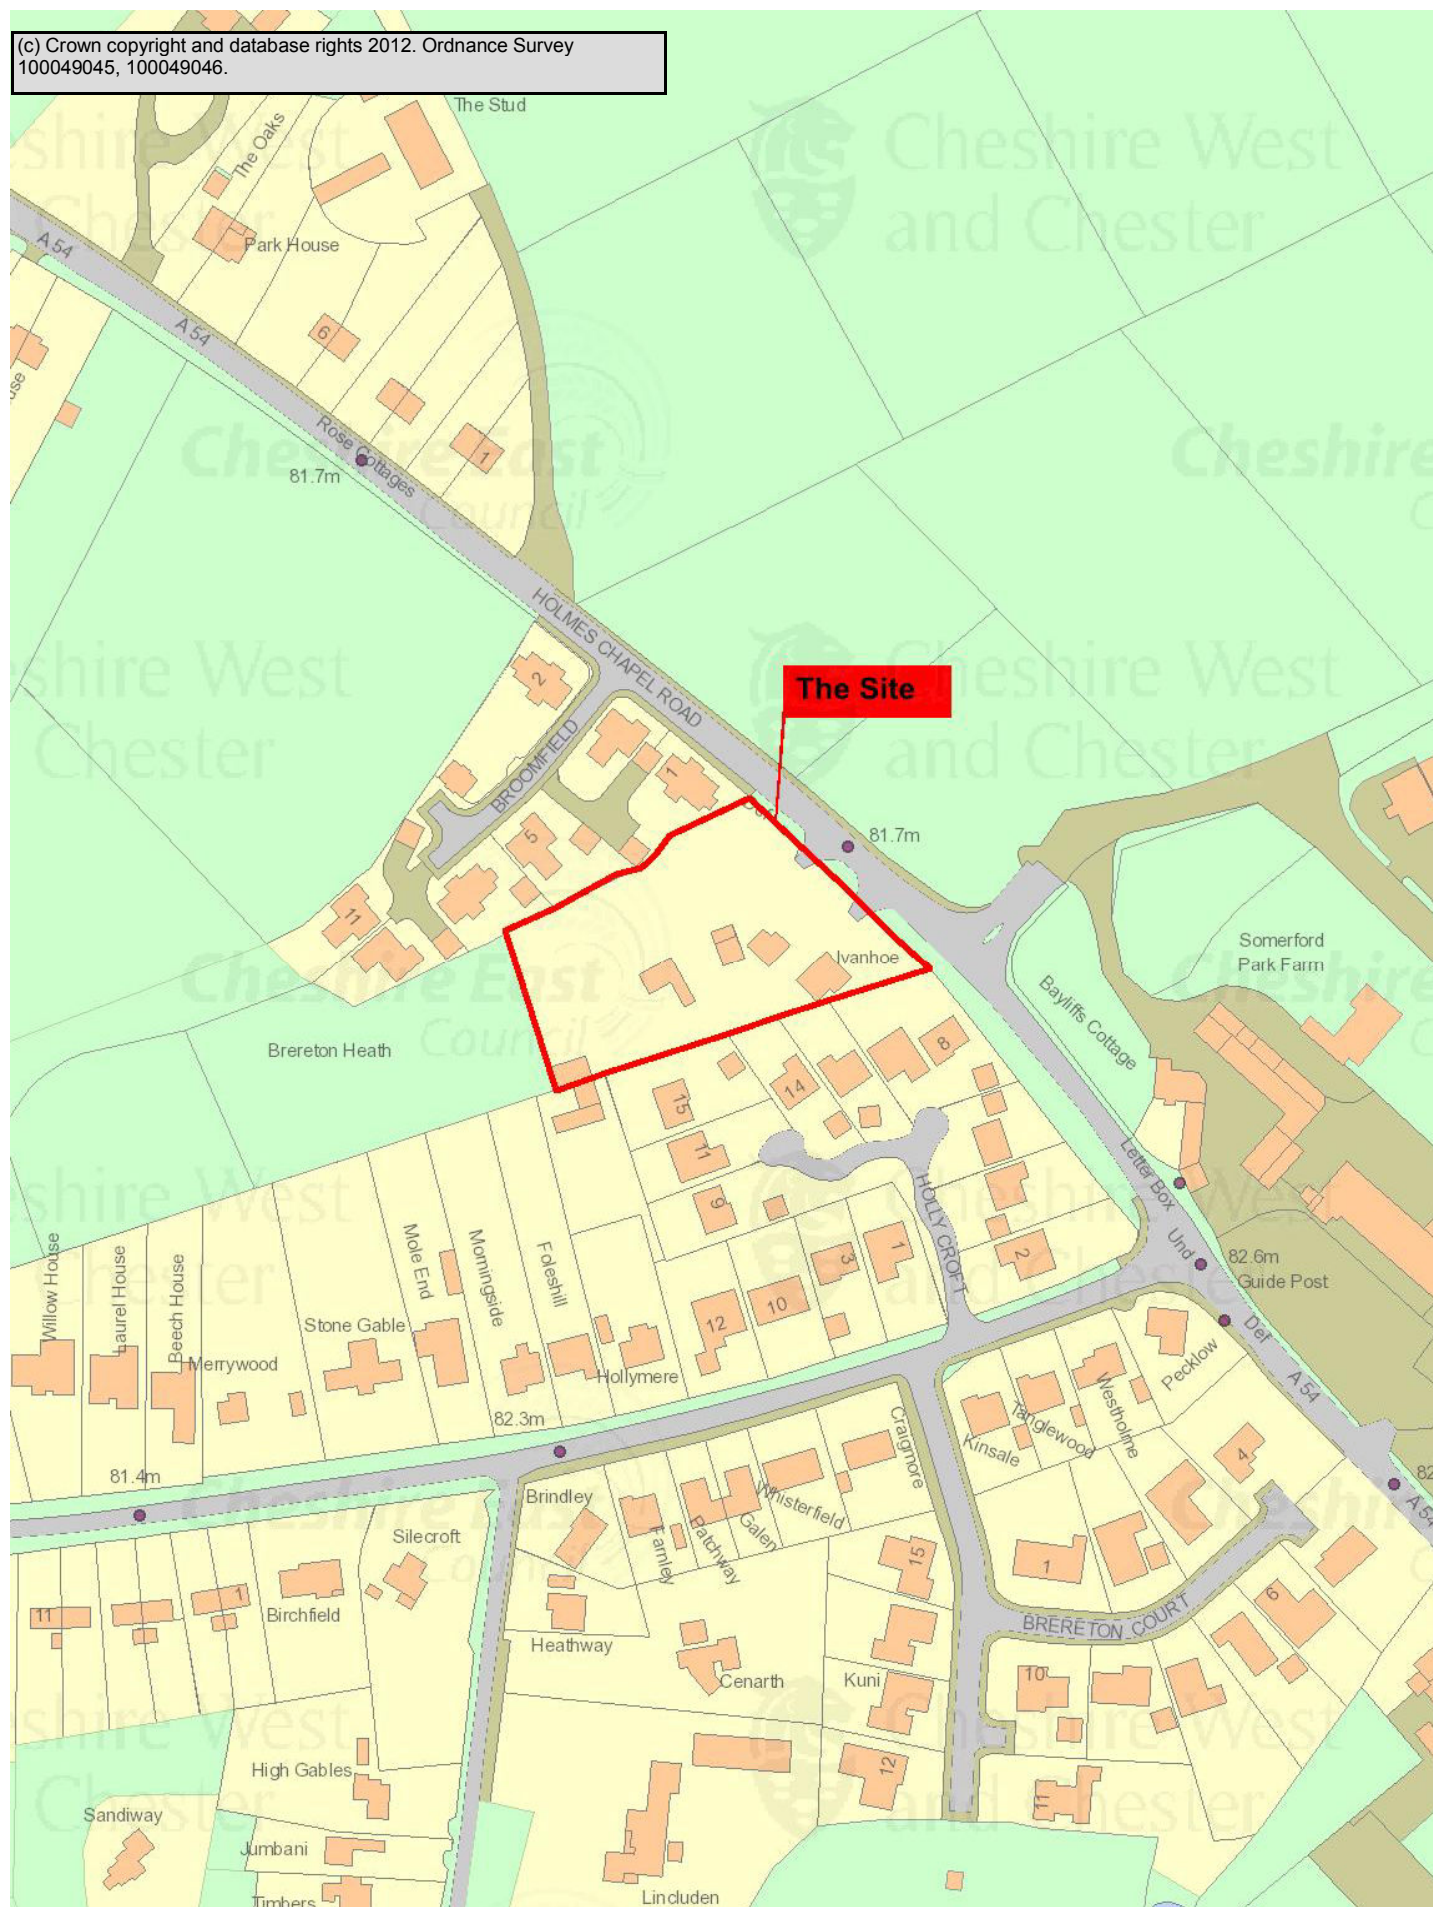 (c) Crown copyright and database rights 2012. Ordnance Survey
100049045, 100049046.
The Stud
The Oaks
Park House
A 54
A 54
6
Rose Cottages
1
81.7m
HOLMES CHAPEL ROAD
The Site
2
BROOMFIELD
1
5
11
81.7m
Ivanhoe
Somerford
Park Farm
Bayliffs Cottage
Brereton Heath
8
14
15
11
9
Letter Box
HOLLY CROFT
Und
82.6m
Guide Post
Def
A 54
2
1
3
10
12
Willow House
Laurel House
Beech House
Merrywood
Stone Gable
Mole End
Morningside
Foleshill
Hollymere
82.3m
81.4m
Pecklow
Westholme
Tanglewood
Kinsale
Craigmore
Whisterfield
Galen
Patchway
Farnley
Brindley
Silecroft
Birchfield
1
11
Heathway
Cenarth
Kuni
15
12
4
1
6
BRERETON COURT
10
11
82
A 54
High Gables
Sandiway
Jumbani
Timbers
Lincluden
Cheshire West
and Chester
Cheshire East
Council